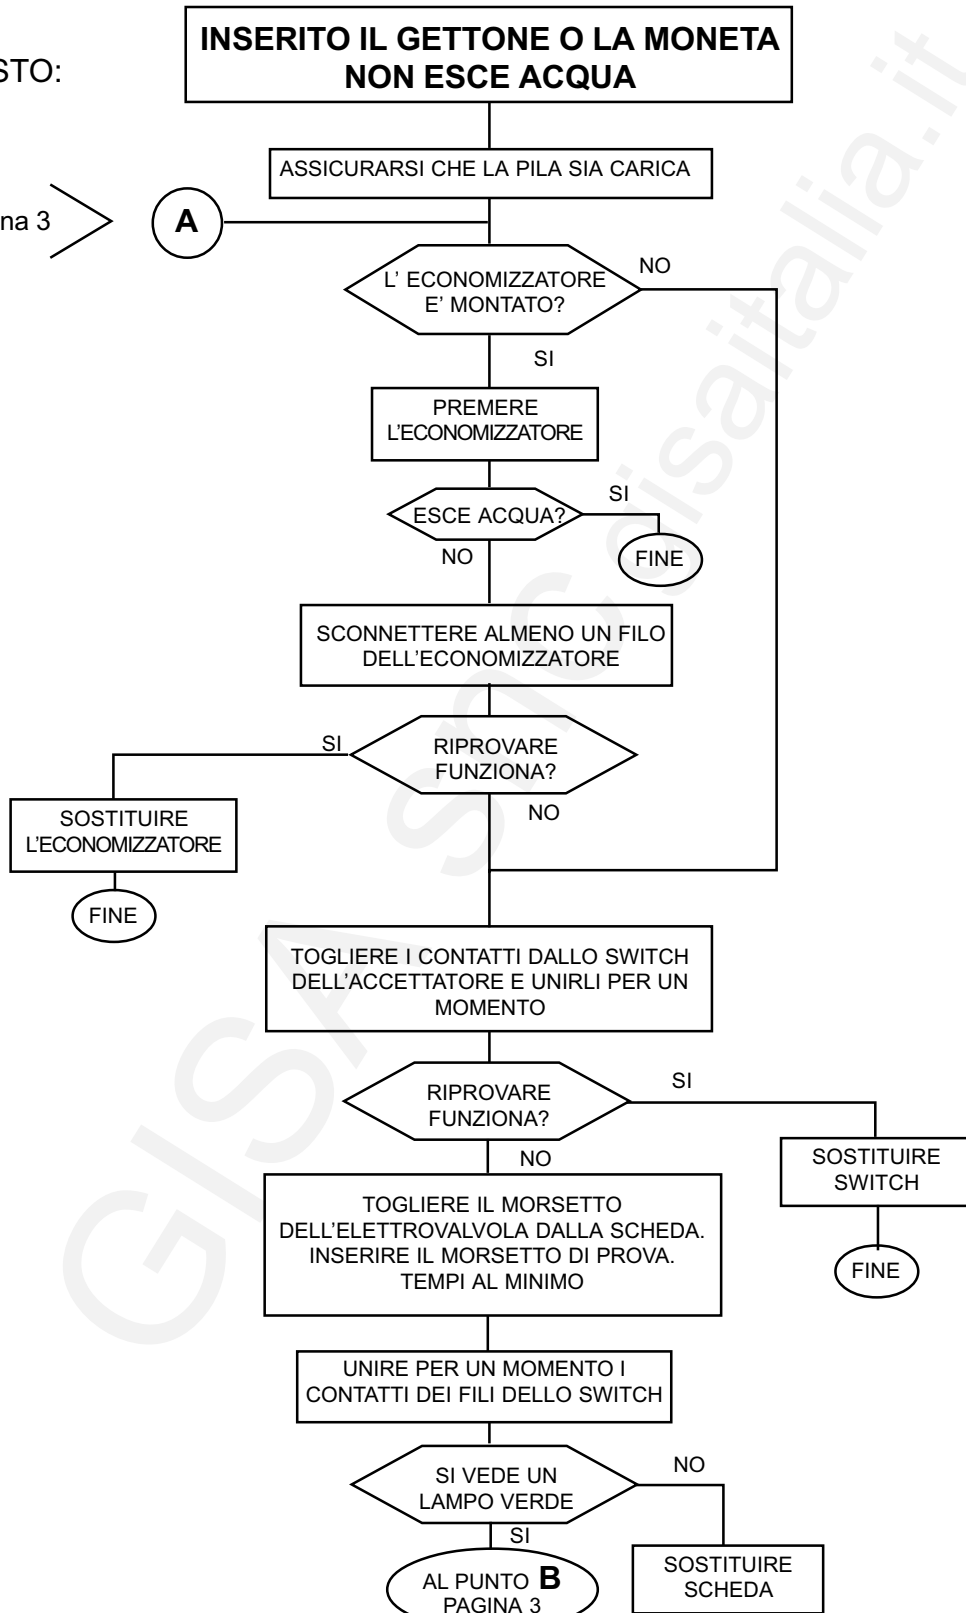 INSERITO IL GETTONE O LA MONETA
NON ESCE ACQUA
STO:
ASSICURARSI CHE LA PILA SIA CARICA
na 3
A
L' ECONOMIZZATORE
E' MONTATO?
NO
SI
PREMERE
L'ECONOMIZZATORE
ESCE ACQUA?
SI
NO
FINE
SCONNETTERE ALMENO UN FILO
DELL'ECONOMIZZATORE
RIPROVARE
FUNZIONA?
SI
NO
SOSTITUIRE
L'ECONOMIZZATORE
FINE
TOGLIERE I CONTATTI DALLO SWITCH
DELL'ACCETTATORE E UNIRLI PER UN
MOMENTO
RIPROVARE
FUNZIONA?
SI
NO
SOSTITUIRE
SWITCH
FINE
TOGLIERE IL MORSETTO
DELL'ELETTROVALVOLA DALLA SCHEDA.
INSERIRE IL MORSETTO DI PROVA.
TEMPI AL MINIMO
UNIRE PER UN MOMENTO I
CONTATTI DEI FILI DELLO SWITCH
SI VEDE UN
LAMPO VERDE
NO
SI
SOSTITUIRE
SCHEDA
AL PUNTO B
PAGINA 3
GISA snc gisaitalia.it